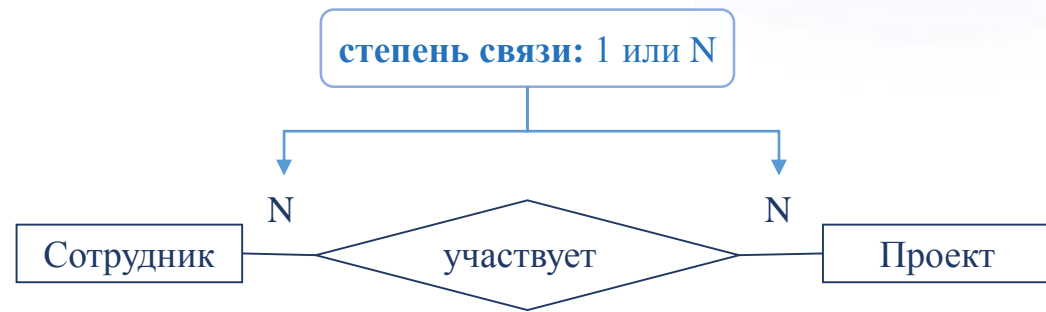 степень связи: 1 или N
N
N
Сотрудник
участвует
Проект